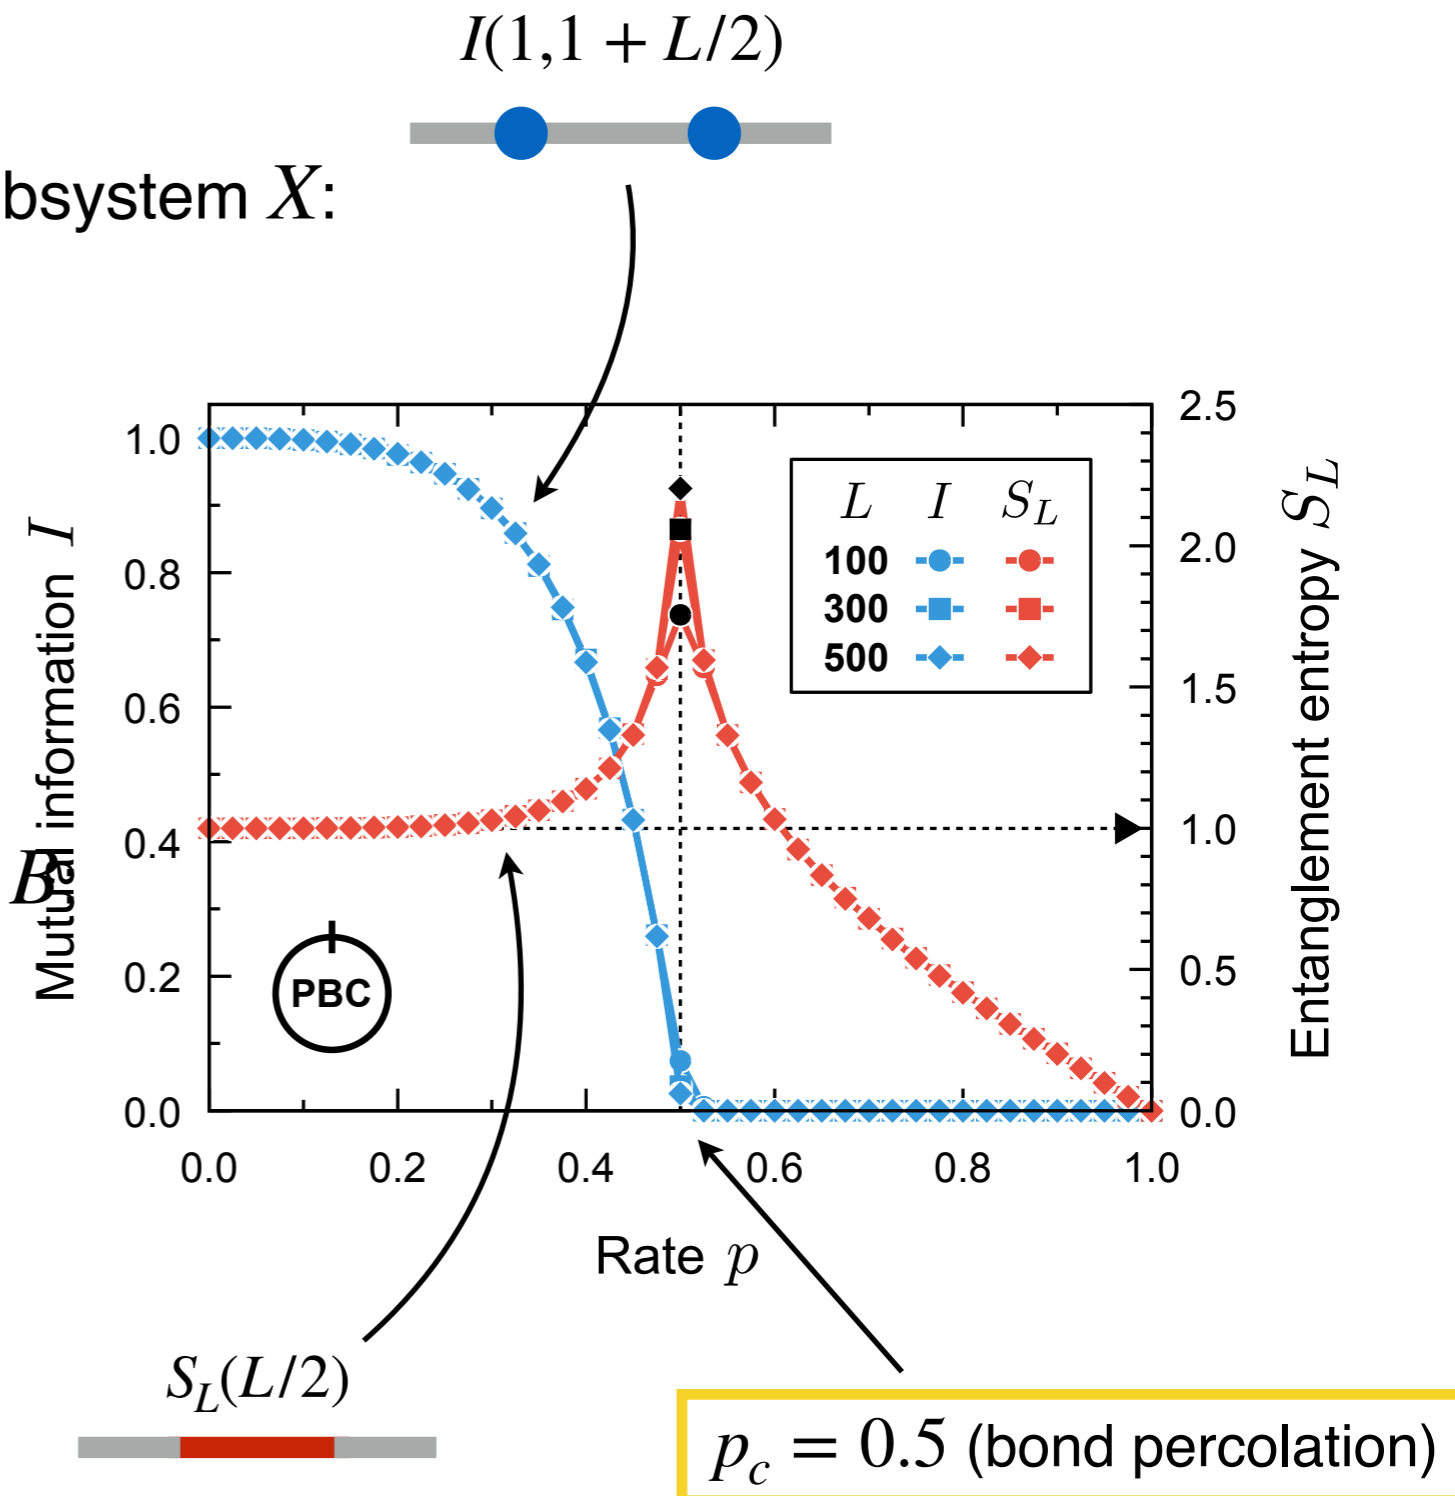 I(1,1 + L/2)
bsystem X:
Mutual information I
1.0
0.8
0.6
0.4
0.2
0.0
B
PBC
L I S_L
100
300
500
2.5
2.0
1.5
1.0
0.5
0.0
Entanglement entropy S_L
0.0 0.2 0.4 0.6 0.8 1.0
Rate p
S_L(L/2)
p_c = 0.5 (bond percolation)